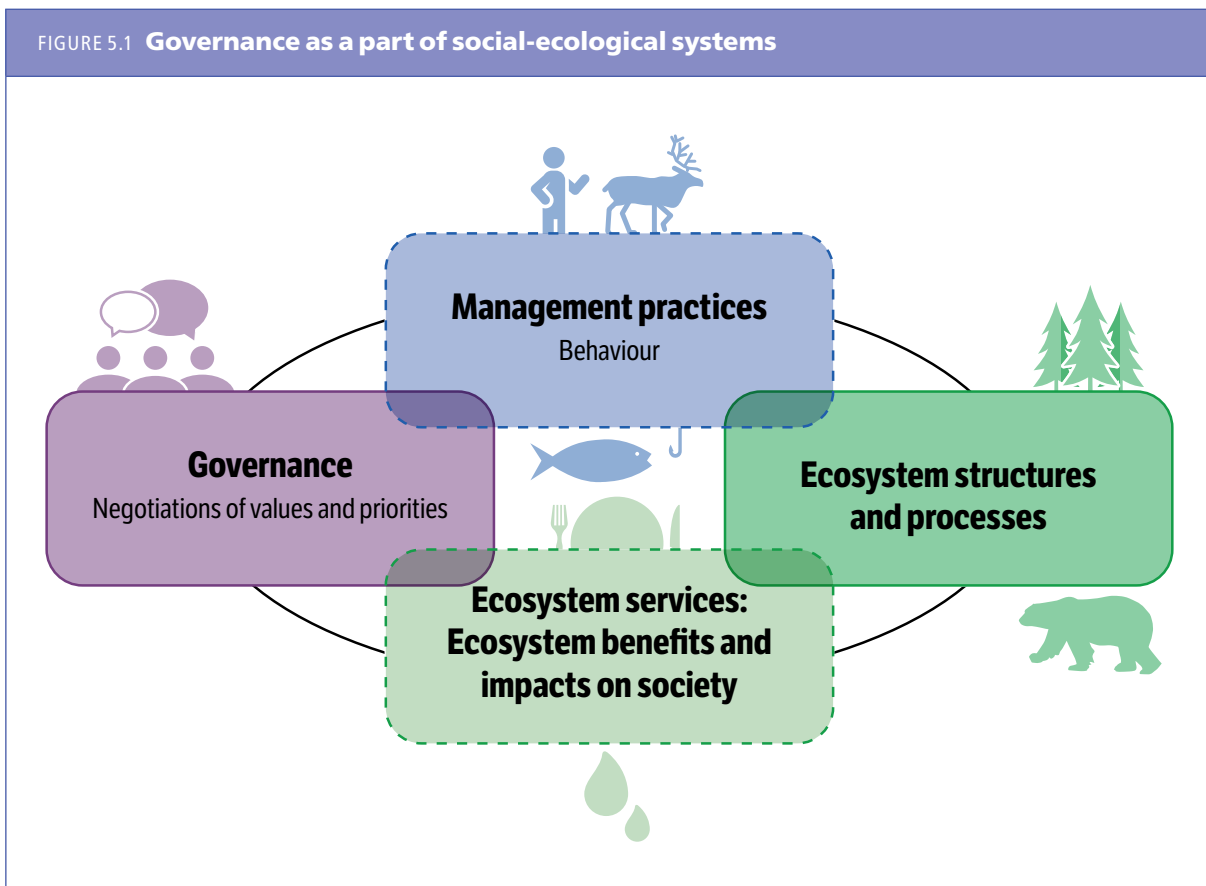 FIGURE 5.1 Governance as a part of social-ecological systems
Management practices
Behaviour
Governance
Negotiations of values and priorities
Ecosystem structures
and processes
Ecosystem services:
Ecosystem benefits and
impacts on society